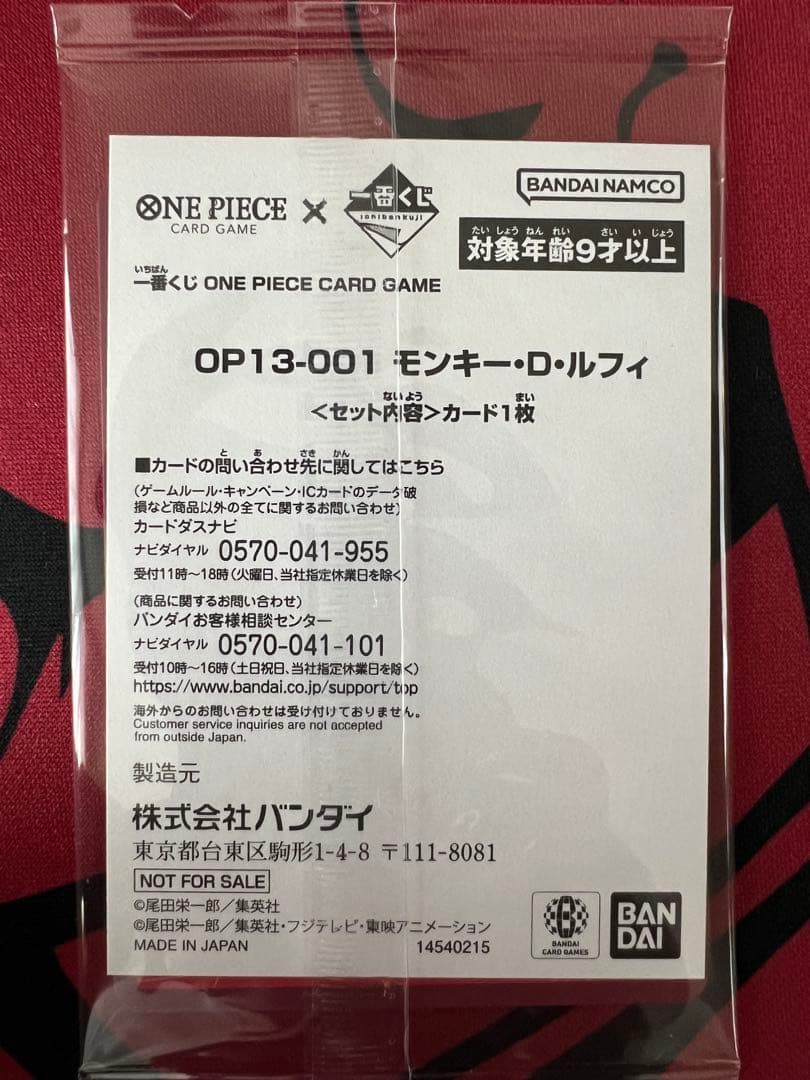 ONE PIECE
CARD GAME
×
一番くじ
ichibankuji
BANDAI NAMCO
たい しょう ねん れい さい い じょう
対象年齢9才以上
いちばん
一番くじ ONE PIECE CARD GAME
OP13-001 モンキー・D・ルフィ
ないよう まい
<セット内容>カード1枚
と あ さき かん
■カードの問い合わせ先に関してはこちら
(ゲームルール・キャンペーン・ICカードのデータ破
損など商品以外の全てに関するお問い合わせ)
カードダスナビ
ナビダイヤル 0570-041-955
受付11時～18時(火曜日、当社指定休業日を除く)
(商品に関するお問い合わせ)
バンダイお客様相談センター
ナビダイヤル 0570-041-101
受付10時～16時(土日祝日、当社指定休業日を除く)
https://www.bandai.co.jp/support/top
海外からのお問い合わせは受け付けておりません。
Customer service inquiries are not accepted
from outside Japan.
製造元
株式会社バンダイ
東京都台東区駒形1-4-8 〒111-8081
NOT FOR SALE
©尾田栄一郎／集英社
©尾田栄一郎／集英社・フジテレビ・東映アニメーション
MADE IN JAPAN 14540215
BANDAI
CARD GAMES
BAN
DAI